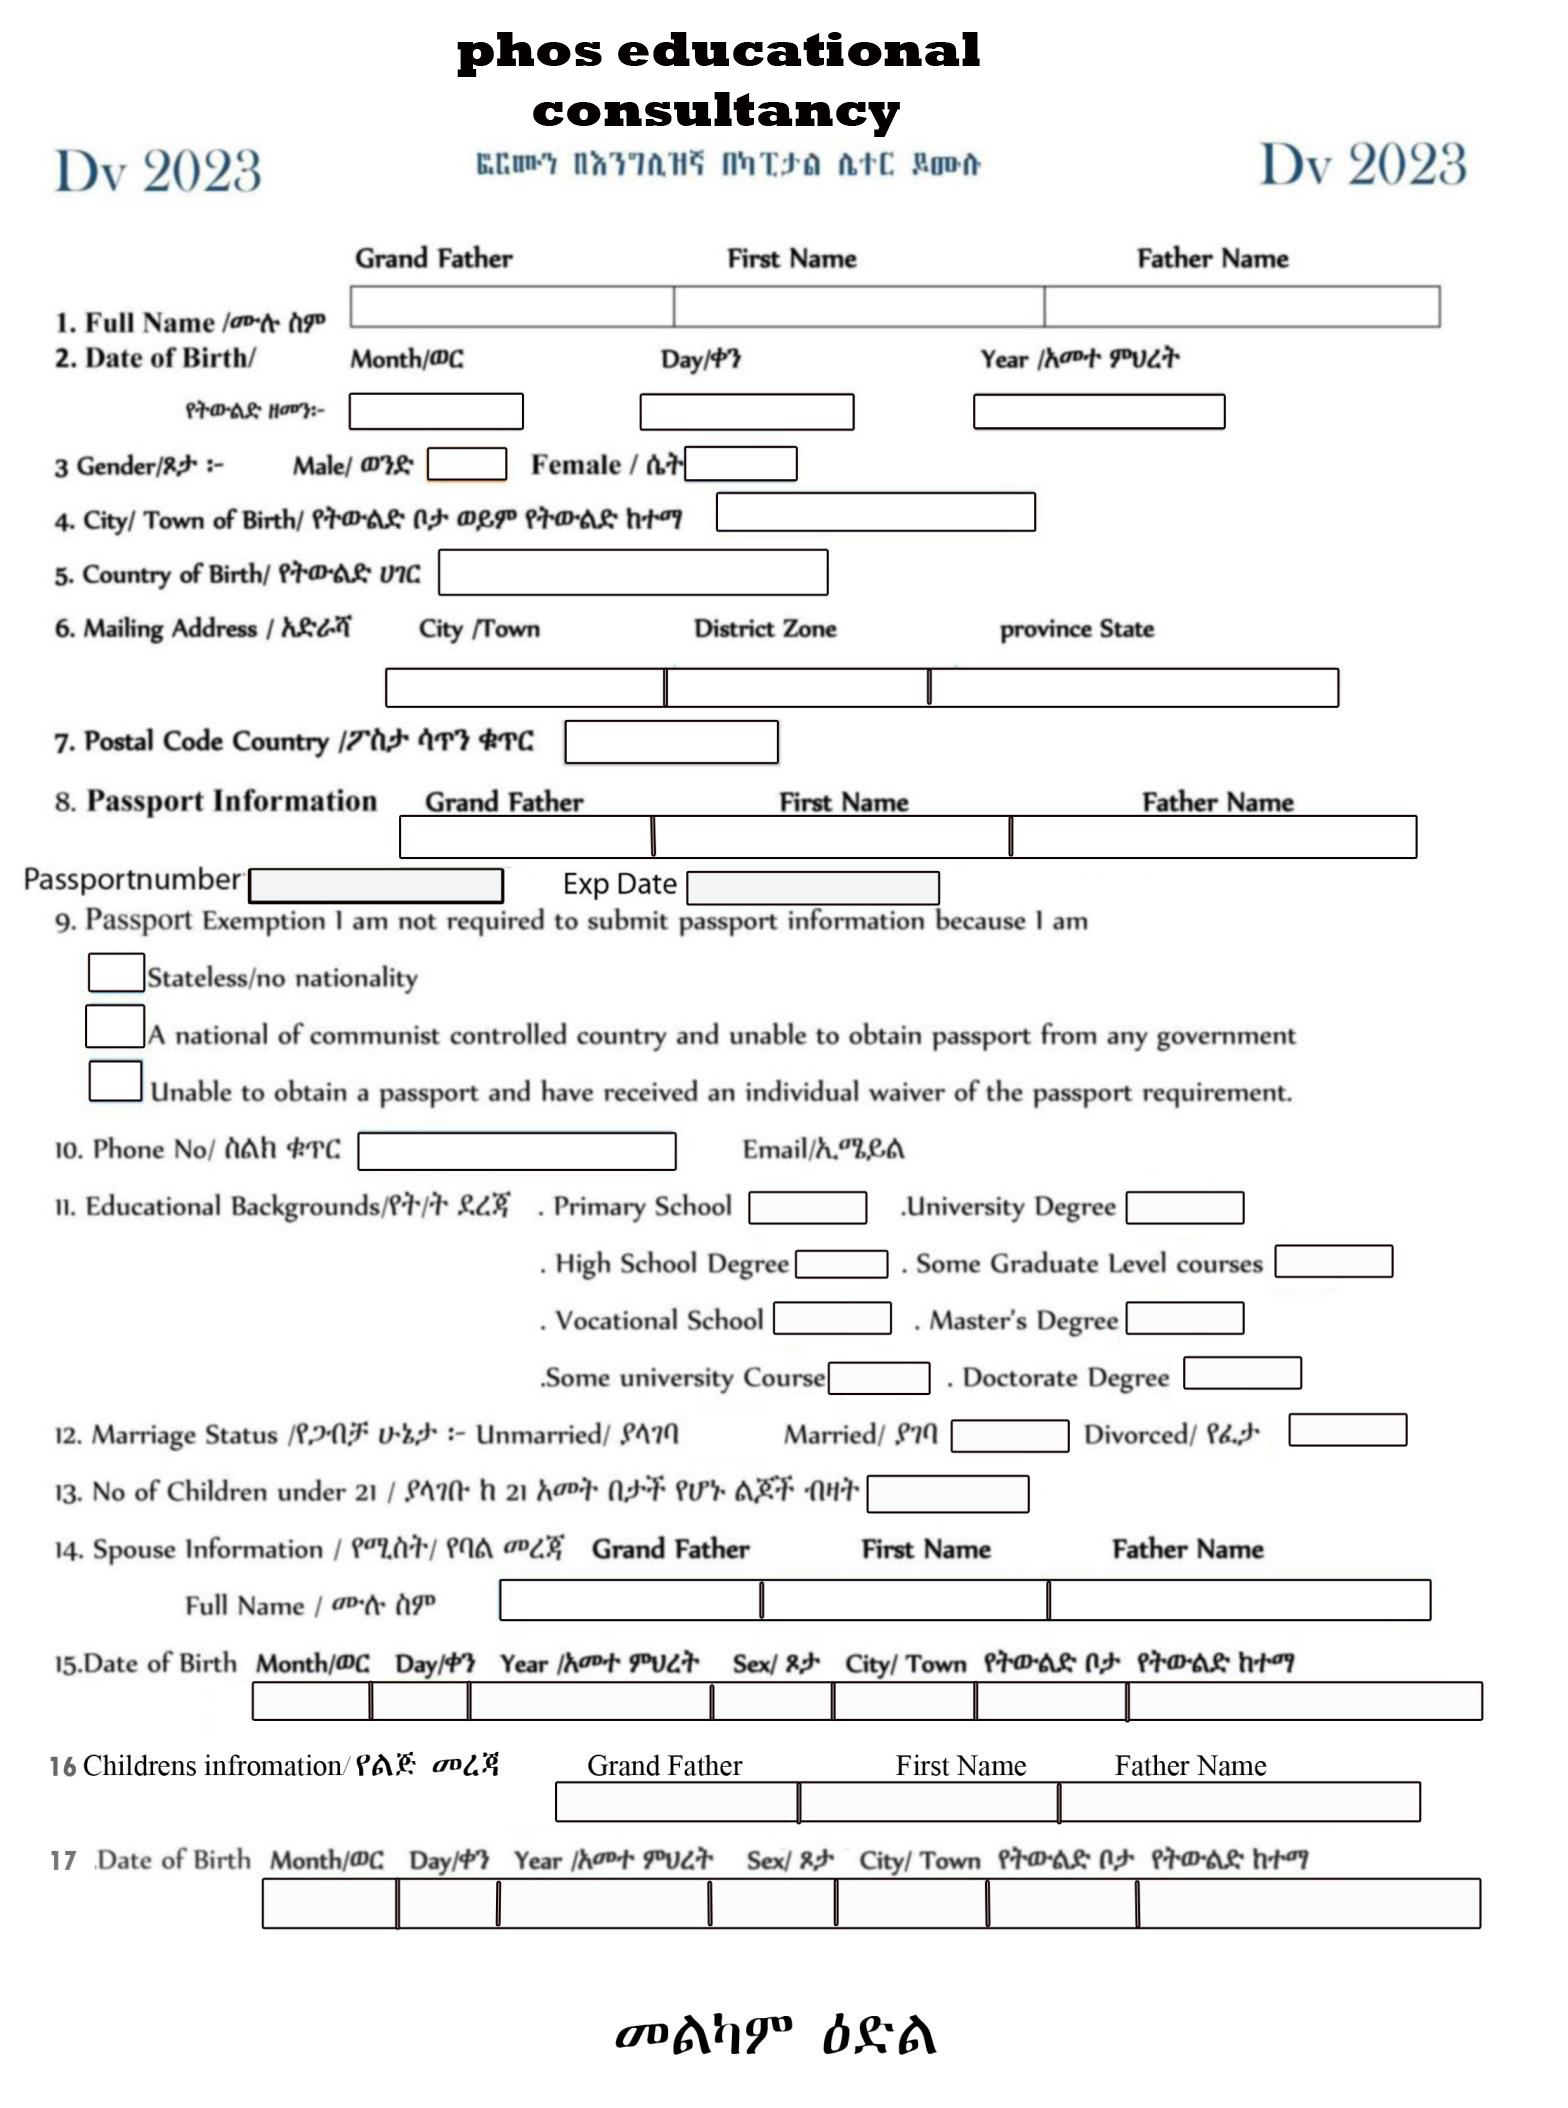 phos educational
consultancy
Dv 2023 ፎርሙን በእንግሊዝኛ በካፒታል ሌተር ይሙሉ Dv 2023
Grand Father First Name Father Name
1. Full Name /ሙሉ ስም
2. Date of Birth/ Month/ወር Day/ቀን Year /አመተ ምህረት
የትውልድ ዘመን:-
3 Gender/ጾታ :- Male/ ወንድ Female / ሴት
4. City/ Town of Birth/ የትውልድ ቦታ ወይም የትውልድ ከተማ
5. Country of Birth/ የትውልድ ሀገር
6. Mailing Address / አድራሻ City /Town District Zone province State
7. Postal Code Country /ፖስታ ሳጥን ቁጥር
8. Passport Information Grand Father First Name Father Name
Passportnumber Exp Date
9. Passport Exemption I am not required to submit passport information because I am
Stateless/no nationality
A national of communist controlled country and unable to obtain passport from any government
Unable to obtain a passport and have received an individual waiver of the passport requirement.
10. Phone No/ ስልክ ቁጥር Email/ኢሜይል
11. Educational Backgrounds/የት/ት ደረጃ . Primary School .University Degree
. High School Degree . Some Graduate Level courses
. Vocational School . Master's Degree
.Some university Course . Doctorate Degree
12. Marriage Status /የጋብቻ ሁኔታ :- Unmarried/ ያላገባ Married/ ያገባ Divorced/ የፈታ
13. No of Children under 21 / ያላገቡ ከ 21 አመት በታች የሆኑ ልጆች ብዛት
14. Spouse Information / የሚስት/ የባል መረጃ Grand Father First Name Father Name
Full Name / ሙሉ ስም
15.Date of Birth Month/ወር Day/ቀን Year /አመተ ምህረት Sex/ ጾታ City/ Town የትውልድ ቦታ የትውልድ ከተማ
16 Childrens infromation/ የልጅ መረጃ Grand Father First Name Father Name
17 .Date of Birth Month/ወር Day/ቀን Year /አመተ ምህረት Sex/ ጾታ City/ Town የትውልድ ቦታ የትውልድ ከተማ
መልካም ዕድል